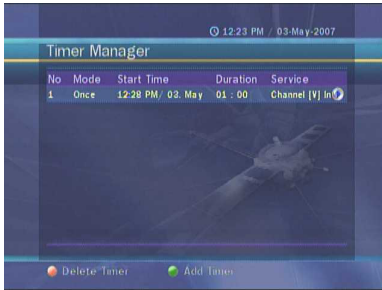 12:23 PM / 03-May-2007
Timer Manager
No Mode Start Time Duration Service
1 Once 12:28 PM/ 03. May 01 : 00 Channel [V] In
Delete Timer Add Timer